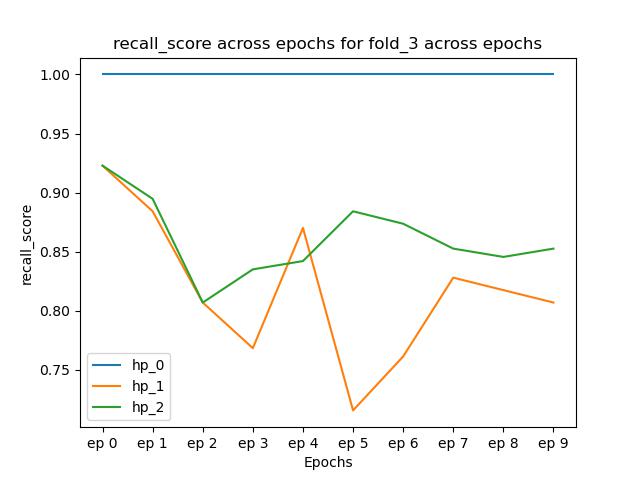 recall_score across epochs for fold_3 across epochs
1.00
0.95
0.90
0.85
0.80
0.75
recall_score
hp_0
hp_1
hp_2
ep 0 ep 1 ep 2 ep 3 ep 4 ep 5 ep 6 ep 7 ep 8 ep 9
Epochs